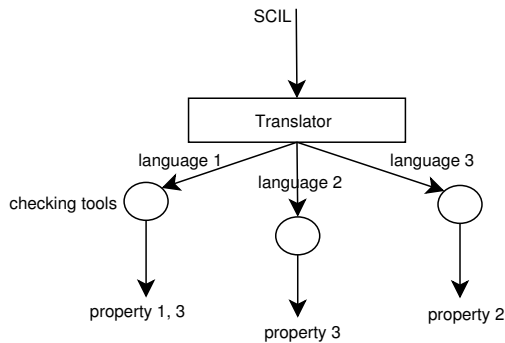 SCIL
Translator
language 1
language 3
language 2
checking tools
property 1, 3
property 3
property 2